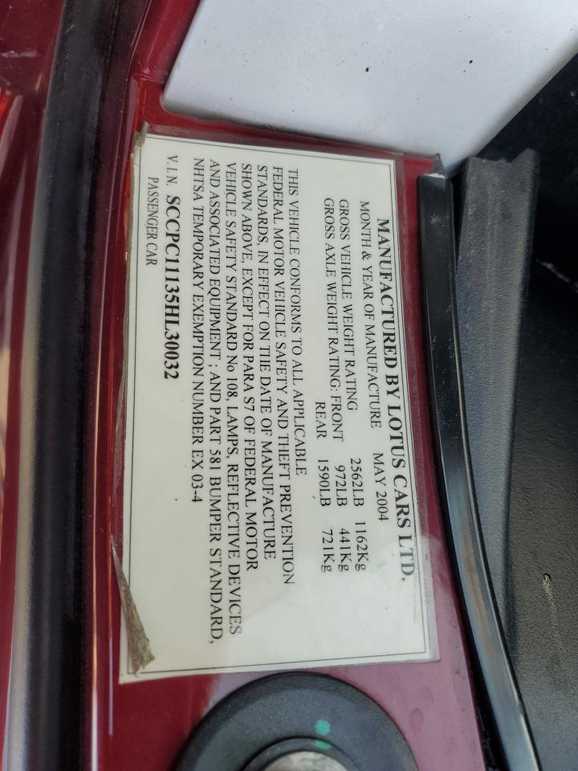 MANUFACTURED BY LOTUS CARS LTD.
MONTH & YEAR OF MANUFACTURE MAY 2004
GROSS VEHICLE WEIGHT RATING 2562LB 1162Kg
GROSS AXLE WEIGHT RATING: FRONT 972LB 441Kg
REAR 1590LB 721Kg
THIS VEHICLE CONFORMS TO ALL APPLICABLE
FEDERAL MOTOR VEHICLE SAFETY AND THEFT PREVENTION
STANDARDS, IN EFFECT ON THE DATE OF MANUFACTURE
SHOWN ABOVE, EXCEPT FOR PARA S7 OF FEDERAL MOTOR
VEHICLE SAFETY STANDARD No 108, LAMPS, REFLECTIVE DEVICES
AND ASSOCIATED EQUIPMENT ; AND PART 581 BUMPER STANDARD,
NHTSA TEMPORARY EXEMPTION NUMBER EX 03-4
V.I.N. SCCPC11135HL30032
PASSENGER CAR